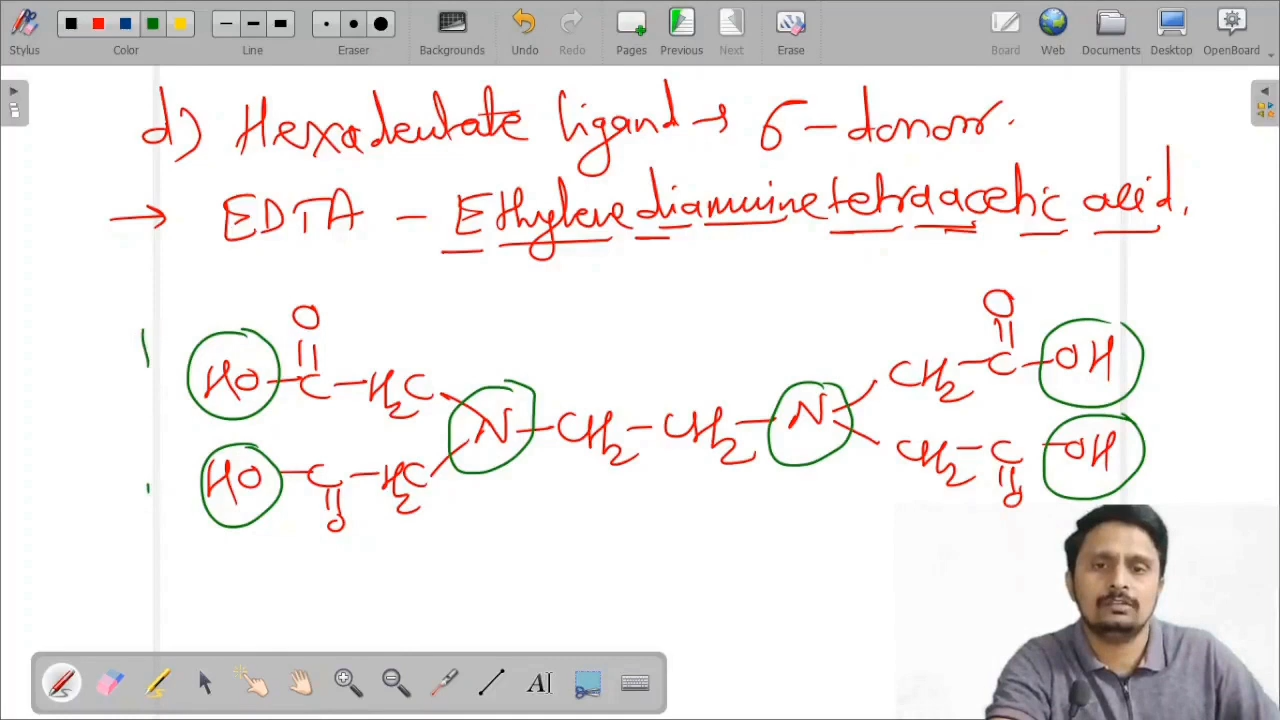 Stylus Color Line Eraser Backgrounds Undo Redo Pages Previous Next Erase Board Web Documents Desktop OpenBoard
d) Hexadentate ligand → 6-donor.
→ EDTA - Ethylenediamminetetraacetic acid.
O O
HO-C-H2C CH2-C-OH
N-CH2-CH2-N
HO-C-H2C CH2-C-OH
O O
A